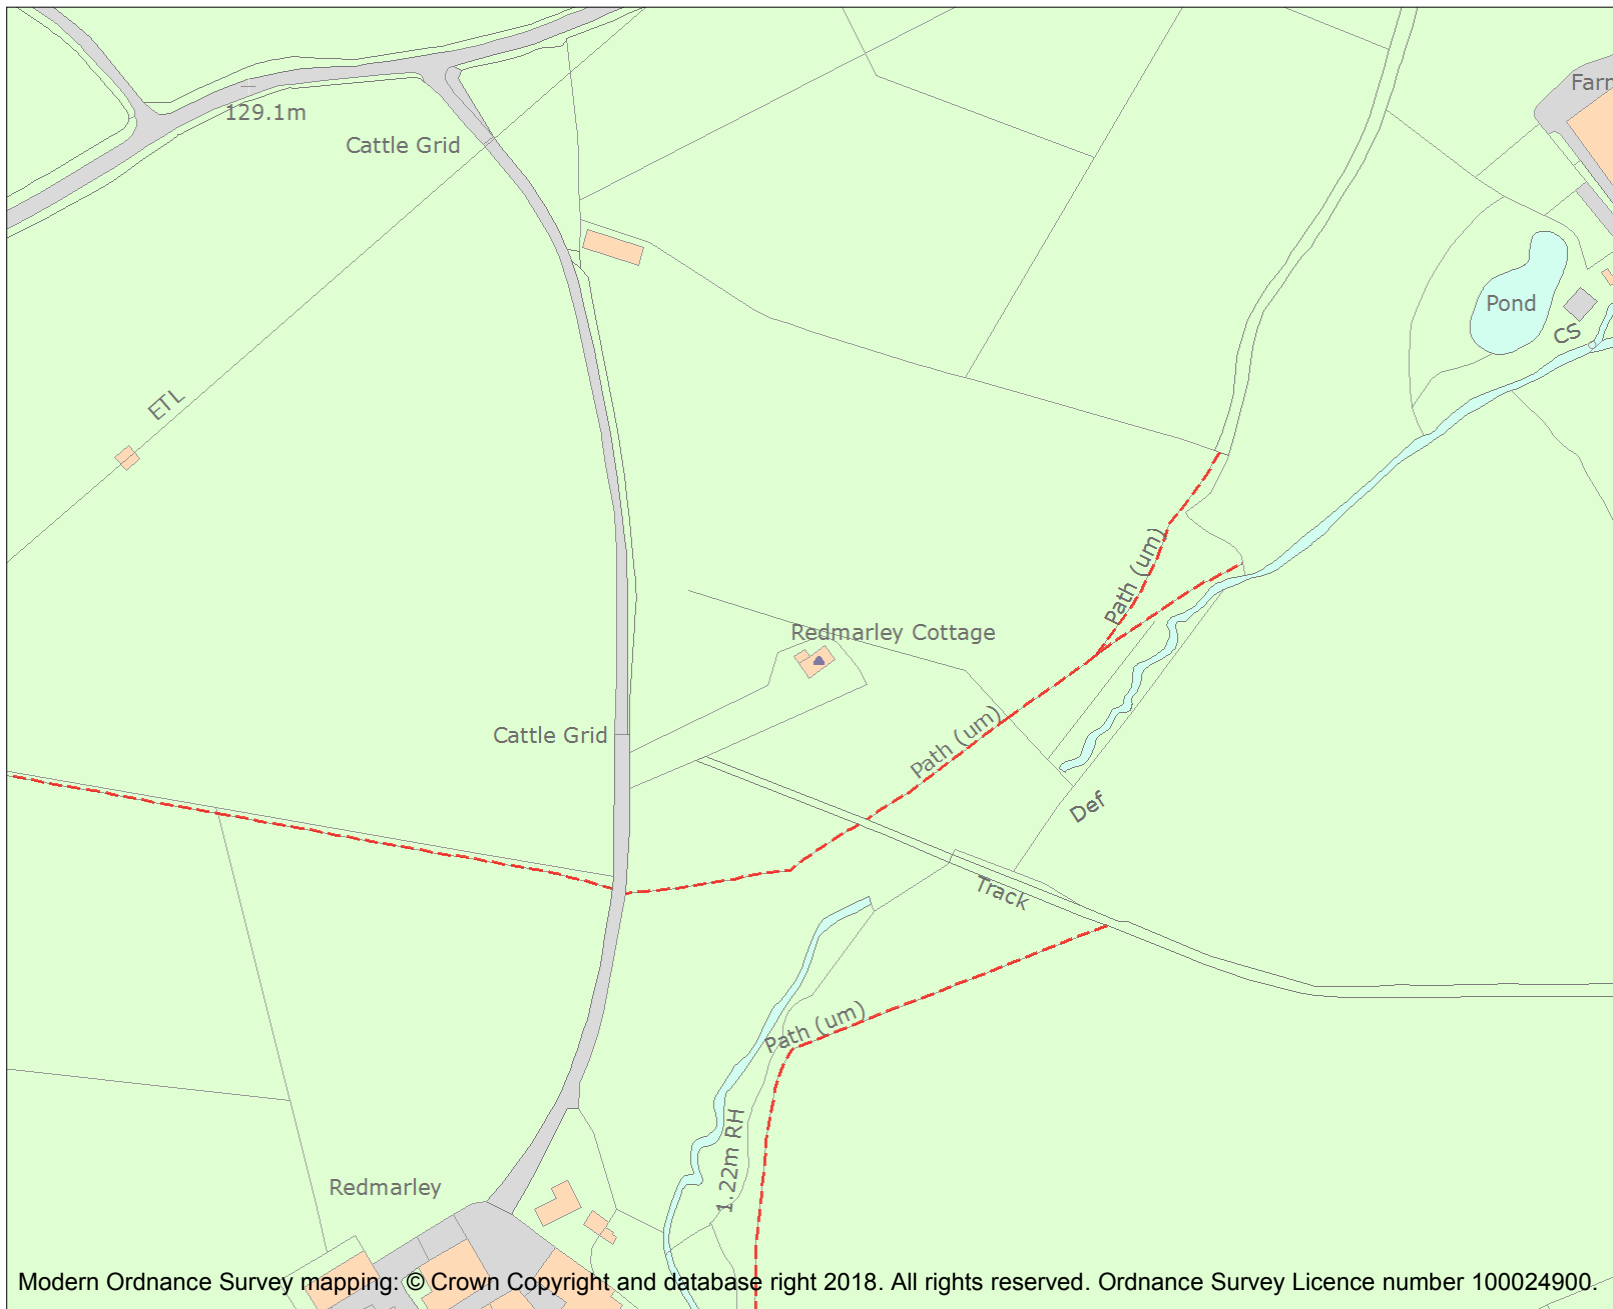 Farm
129.1m
Cattle Grid
Pond
CS
ETL
Path (um)
Redmarley Cottage
Cattle Grid
Path (um)
Def
Track
Path (um)
1.22m RH
Redmarley
Modern Ordnance Survey mapping: © Crown Copyright and database right 2018. All rights reserved. Ordnance Survey Licence number 100024900.